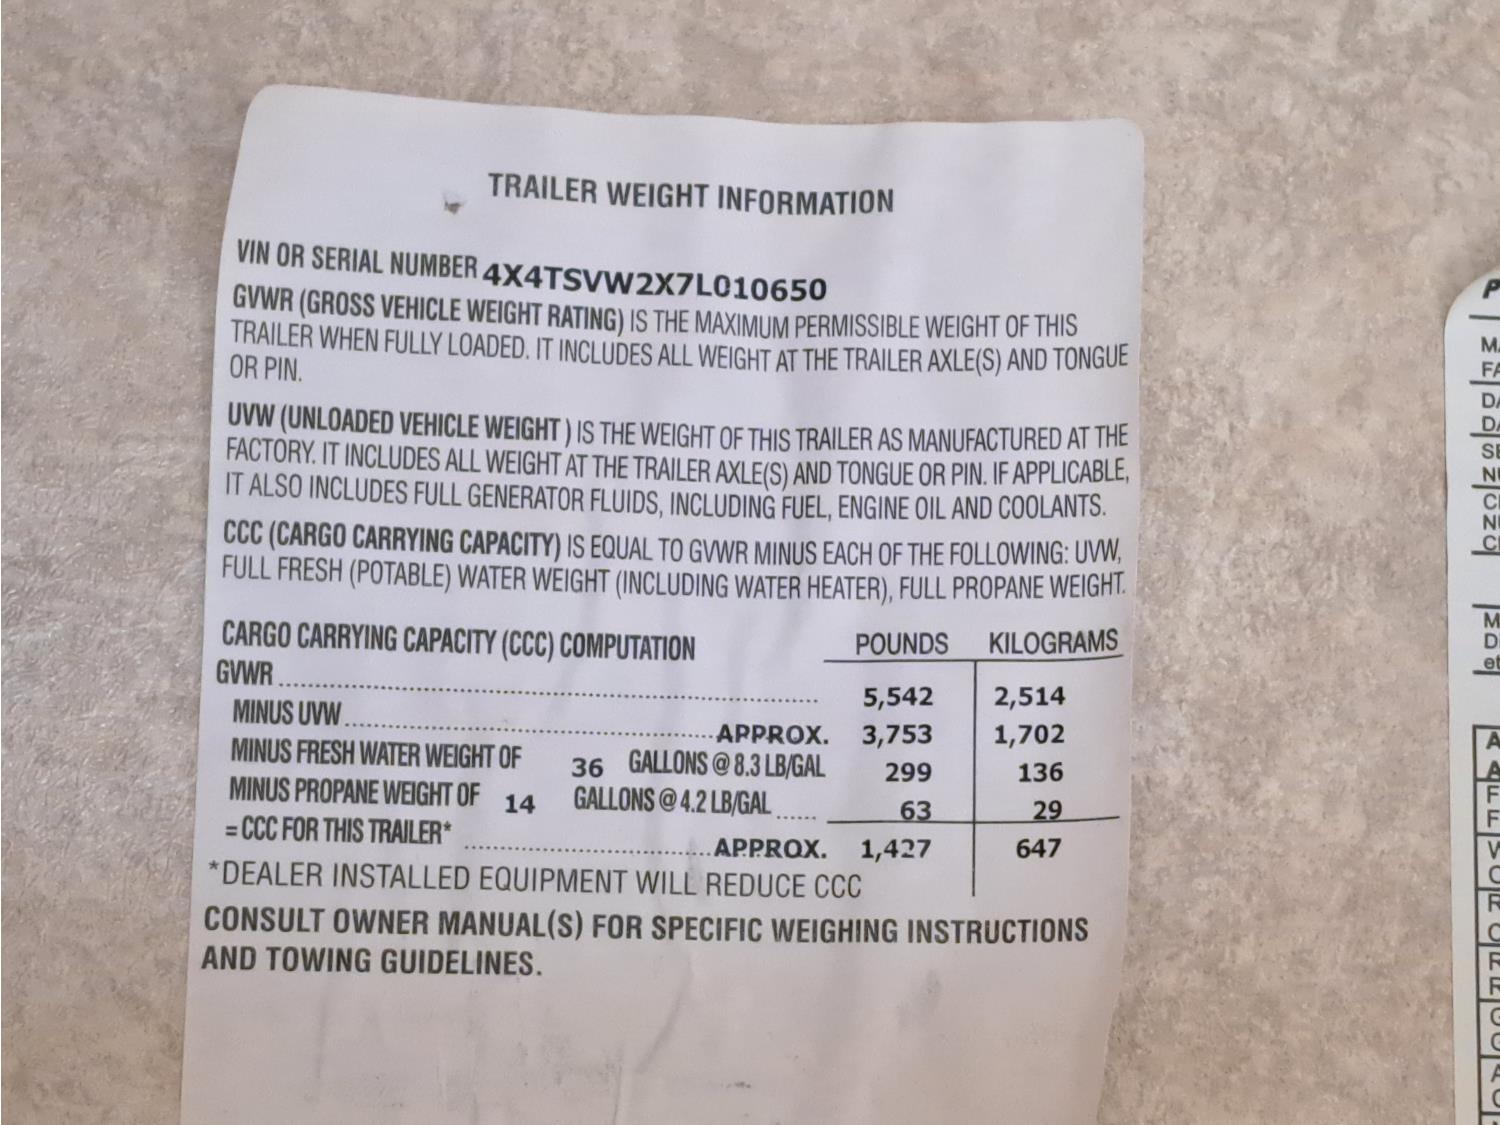 TRAILER WEIGHT INFORMATION
VIN OR SERIAL NUMBER 4X4TSVW2X7L010650
GVWR (GROSS VEHICLE WEIGHT RATING) IS THE MAXIMUM PERMISSIBLE WEIGHT OF THIS
TRAILER WHEN FULLY LOADED. IT INCLUDES ALL WEIGHT AT THE TRAILER AXLE(S) AND TONGUE
OR PIN.
UVW (UNLOADED VEHICLE WEIGHT ) IS THE WEIGHT OF THIS TRAILER AS MANUFACTURED AT THE
FACTORY. IT INCLUDES ALL WEIGHT AT THE TRAILER AXLE(S) AND TONGUE OR PIN. IF APPLICABLE,
IT ALSO INCLUDES FULL GENERATOR FLUIDS, INCLUDING FUEL, ENGINE OIL AND COOLANTS.
CCC (CARGO CARRYING CAPACITY) IS EQUAL TO GVWR MINUS EACH OF THE FOLLOWING: UVW,
FULL FRESH (POTABLE) WATER WEIGHT (INCLUDING WATER HEATER), FULL PROPANE WEIGHT.
CARGO CARRYING CAPACITY (CCC) COMPUTATION POUNDS KILOGRAMS
GVWR ........ 5,542 2,514
MINUS UVW ........ APPROX. 3,753 1,702
MINUS FRESH WATER WEIGHT OF 36 GALLONS @ 8.3 LB/GAL 299 136
MINUS PROPANE WEIGHT OF 14 GALLONS @ 4.2 LB/GAL ...... 63 29
= CCC FOR THIS TRAILER* ........ APPROX. 1,427 647
*DEALER INSTALLED EQUIPMENT WILL REDUCE CCC
CONSULT OWNER MANUAL(S) FOR SPECIFIC WEIGHING INSTRUCTIONS
AND TOWING GUIDELINES.